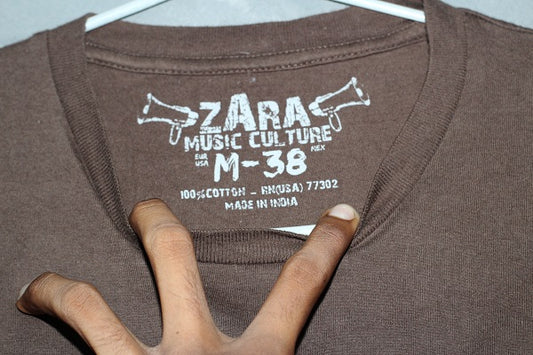 ZARA
MUSIC CULTURE
EUR USA M-38 MEX
100% COTTON - RN(USA) 77302
MADE IN INDIA